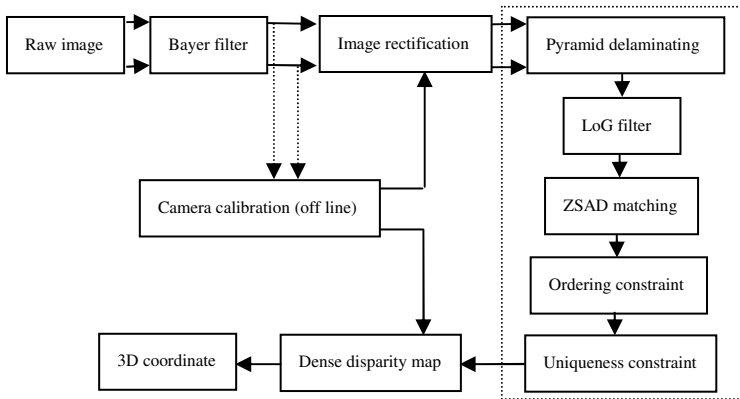 Raw image
Bayer filter
Image rectification
Pyramid delaminating
LoG filter
Camera calibration (off line)
ZSAD matching
Ordering constraint
3D coordinate
Dense disparity map
Uniqueness constraint